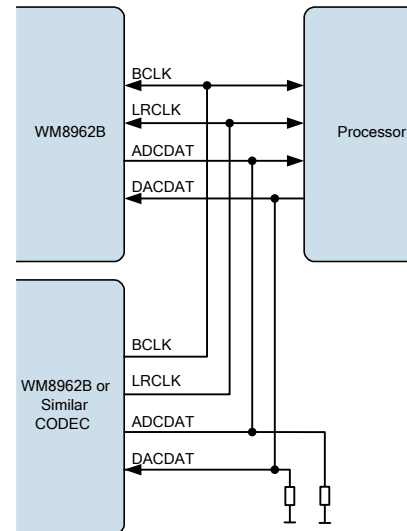 BCLK
LRCLK
WM8962B
Processor
ADCDAT
DACDAT
BCLK
LRCLK
WM8962B or
Similar
CODEC
ADCDAT
DACDAT